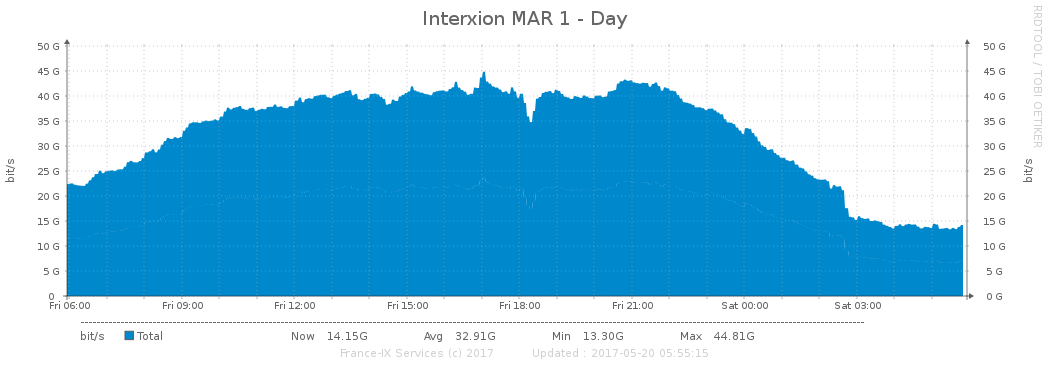 Interxion MAR 1 - Day
RRDTOOL / TOBI OETIKER
bit/s
50 G 50 G
45 G 45 G
40 G 40 G
35 G 35 G
30 G 30 G
25 G 25 G
20 G 20 G
15 G 15 G
10 G 10 G
5 G 5 G
0 0 G
bit/s
Fri 06:00 Fri 09:00 Fri 12:00 Fri 15:00 Fri 18:00 Fri 21:00 Sat 00:00 Sat 03:00
bit/s Total Now 14.15G Avg 32.91G Min 13.30G Max 44.81G
France-IX Services (c) 2017 Updated : 2017-05-20 05:55:15